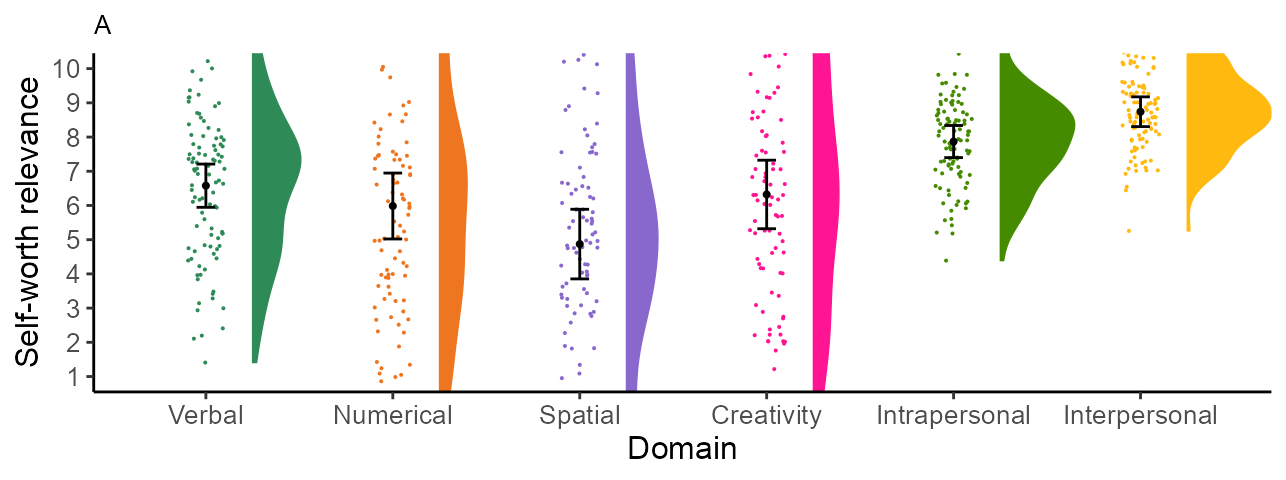 A
Self-worth relevance
10
9
8
7
6
5
4
3
2
1
Verbal Numerical Spatial Creativity Intrapersonal Interpersonal
Domain